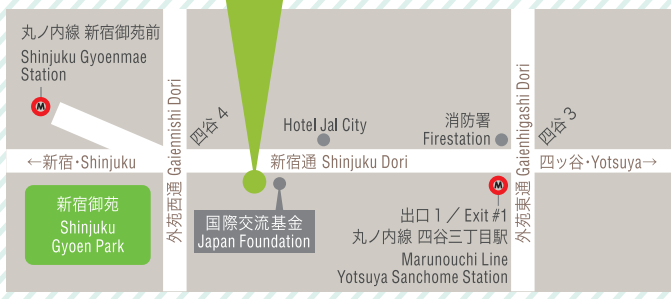 丸ノ内線 新宿御苑前
Shinjuku Gyoenmae
Station
M
外苑西通 Gaiennishi Dori
四谷 4
Hotel Jal City
消防署
Firestation
外苑東通 Gaienhigashi Dori
四谷 3
←新宿・Shinjuku
新宿通 Shinjuku Dori
四ッ谷・Yotsuya→
新宿御苑
Shinjuku
Gyoen Park
国際交流基金
Japan Foundation
M
出口 1 / Exit #1
丸ノ内線 四谷三丁目駅
Marunouchi Line
Yotsuya Sanchome Station